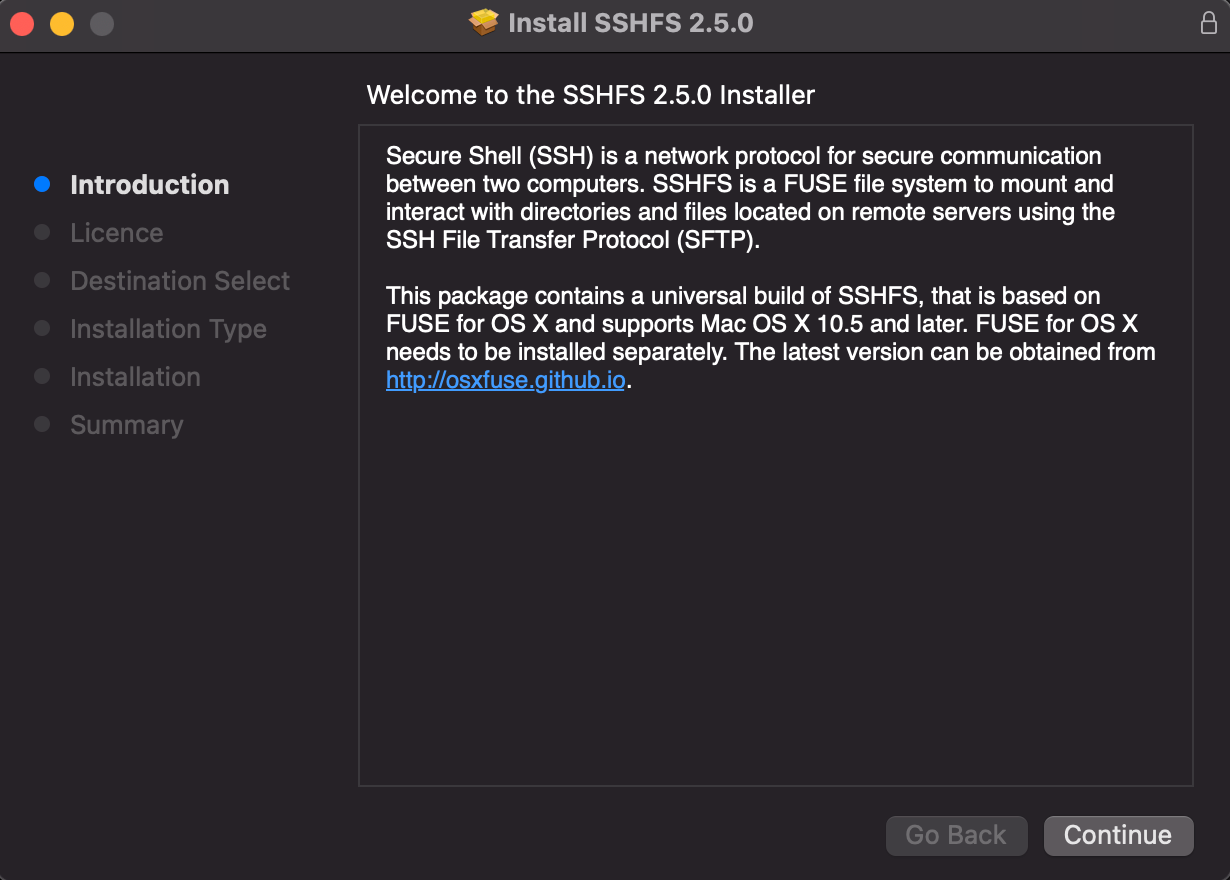 Install SSHFS 2.5.0
Welcome to the SSHFS 2.5.0 Installer
Introduction
Licence
Destination Select
Installation Type
Installation
Summary
Secure Shell (SSH) is a network protocol for secure communication
between two computers. SSHFS is a FUSE file system to mount and
interact with directories and files located on remote servers using the
SSH File Transfer Protocol (SFTP).
This package contains a universal build of SSHFS, that is based on
FUSE for OS X and supports Mac OS X 10.5 and later. FUSE for OS X
needs to be installed separately. The latest version can be obtained from
http://osxfuse.github.io.
Go Back
Continue